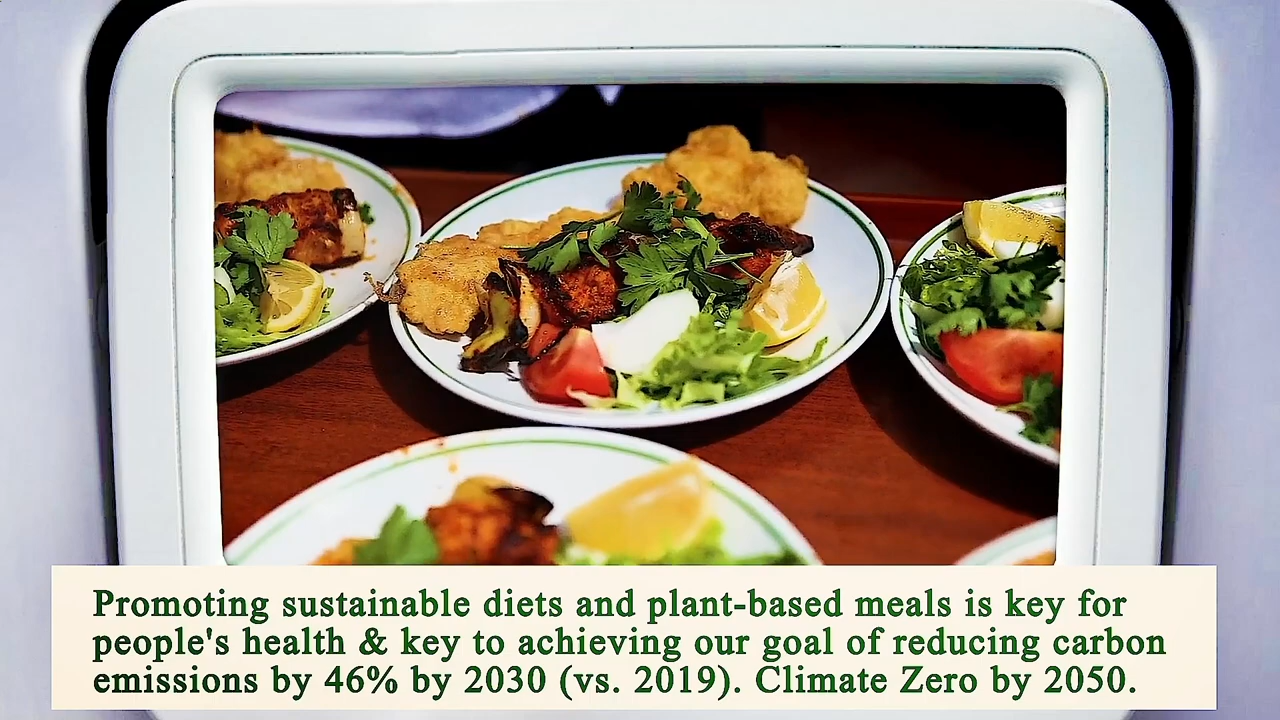 Promoting sustainable diets and plant-based meals is key for
people's health & key to achieving our goal of reducing carbon
emissions by 46% by 2030 (vs. 2019). Climate Zero by 2050.